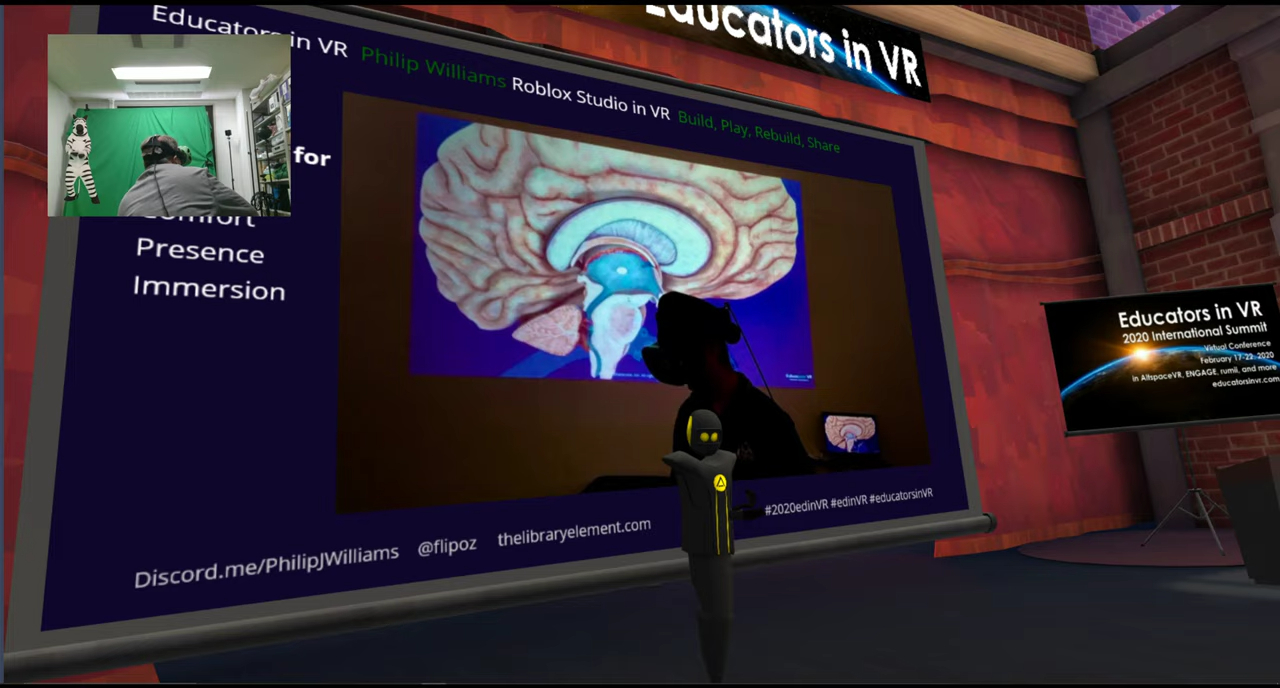 Educators in VR
Educators in VR Philip Williams Roblox Studio in VR Build, Play, Rebuild, Share
for
Comfort
Presence
Immersion
Educators in VR
2020 International Summit
Virtual Conference
February 17-22, 2020
in AltspaceVR, ENGAGE, rumii, and more
educatorsinvr.com
#2020edinVR #edinVR #educatorsinVR
Discord.me/PhilipJWilliams @flipoz thelibraryelement.com